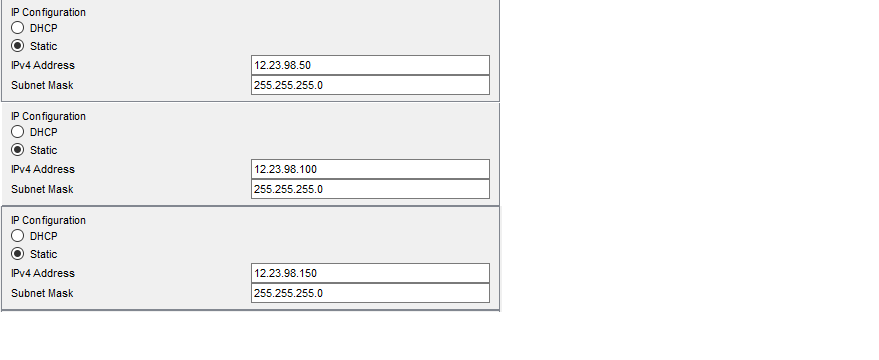 IP Configuration
DHCP
Static
IPv4 Address 12.23.98.50
Subnet Mask 255.255.255.0
IP Configuration
DHCP
Static
IPv4 Address 12.23.98.100
Subnet Mask 255.255.255.0
IP Configuration
DHCP
Static
IPv4 Address 12.23.98.150
Subnet Mask 255.255.255.0